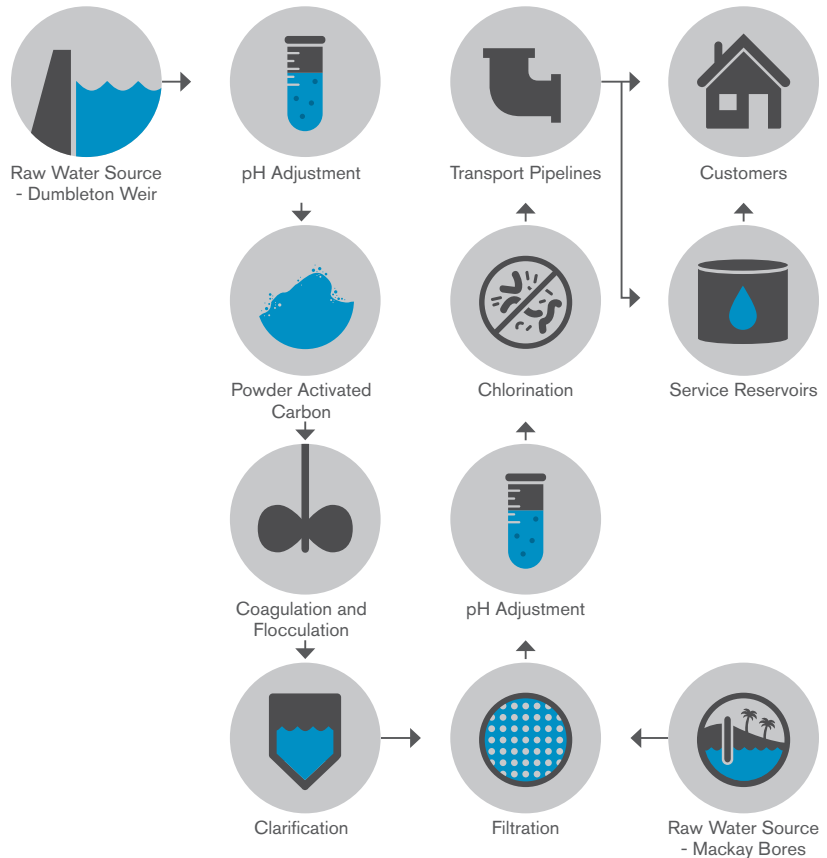 Raw Water Source
- Dumbleton Weir
pH Adjustment
Transport Pipelines
Customers
Powder Activated
Carbon
Chlorination
Service Reservoirs
Coagulation and
Flocculation
pH Adjustment
Clarification
Filtration
Raw Water Source
- Mackay Bores